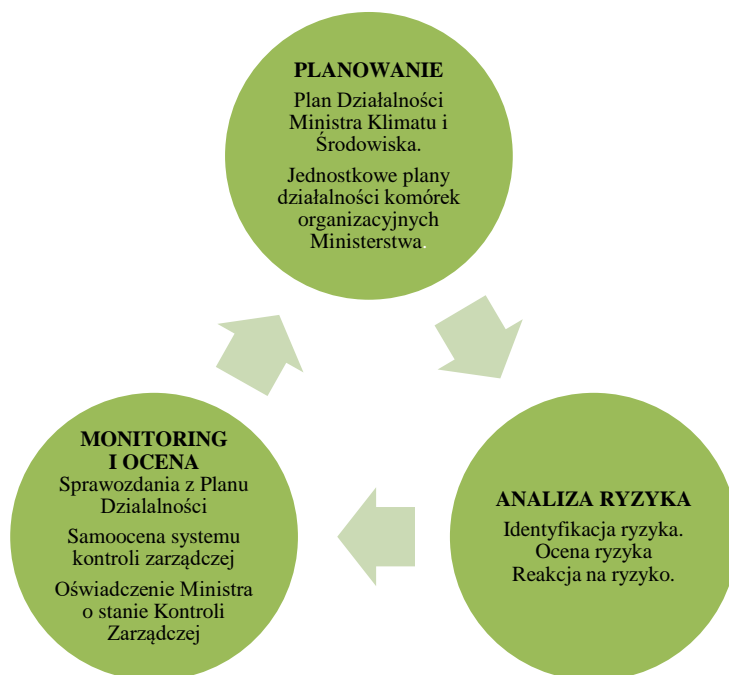 PLANOWANIE
Plan Działalności
Ministra Klimatu i
Środowiska.
Jednostkowe plany
działalności komórek
organizacyjnych
Ministerstwa.
ANALIZA RYZYKA
Identyfikacja ryzyka.
Ocena ryzyka
Reakcja na ryzyko.
MONITORING
I OCENA
Sprawozdania z Planu
Dzialalności
Samoocena systemu
kontroli zarządczej
Oświadczenie Ministra
o stanie Kontroli
Zarządczej